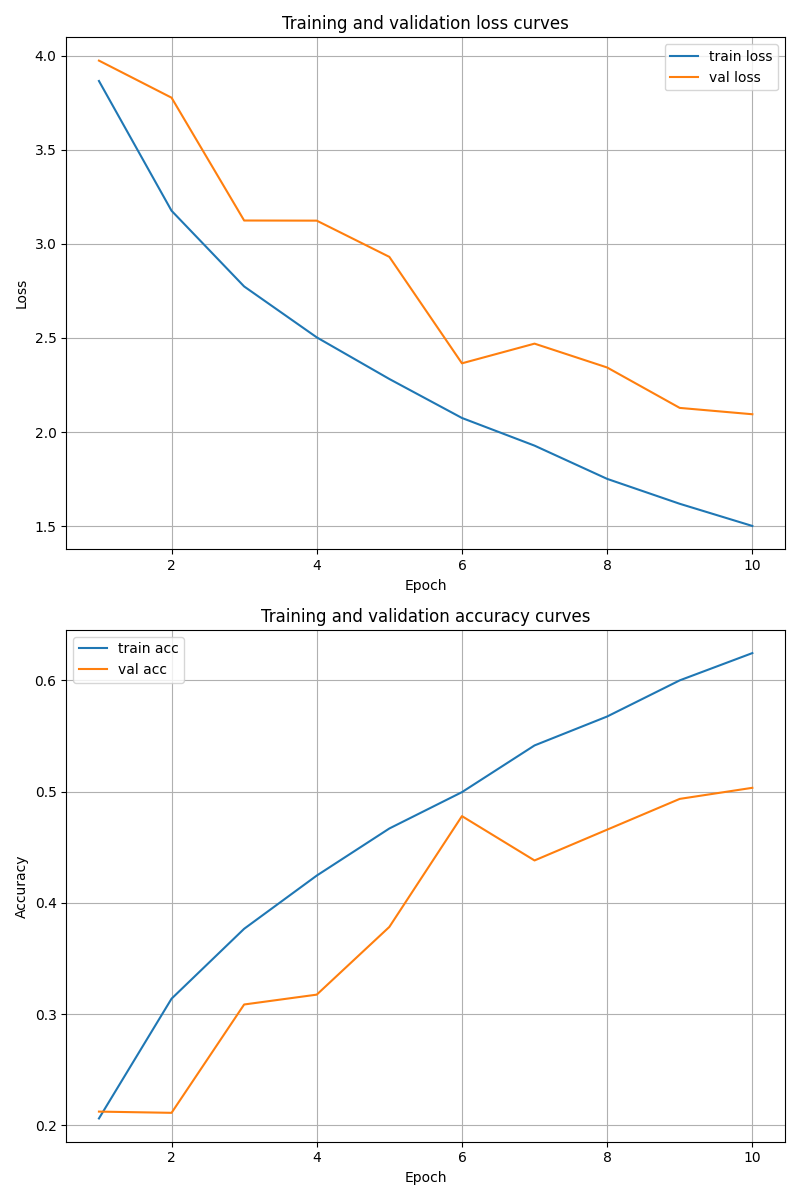 Training and validation loss curves
4.0
3.5
3.0
2.5
2.0
1.5
Loss
train loss
val loss
2 4 6 8 10
Epoch
Training and validation accuracy curves
0.6
0.5
0.4
0.3
0.2
Accuracy
train acc
val acc
2 4 6 8 10
Epoch